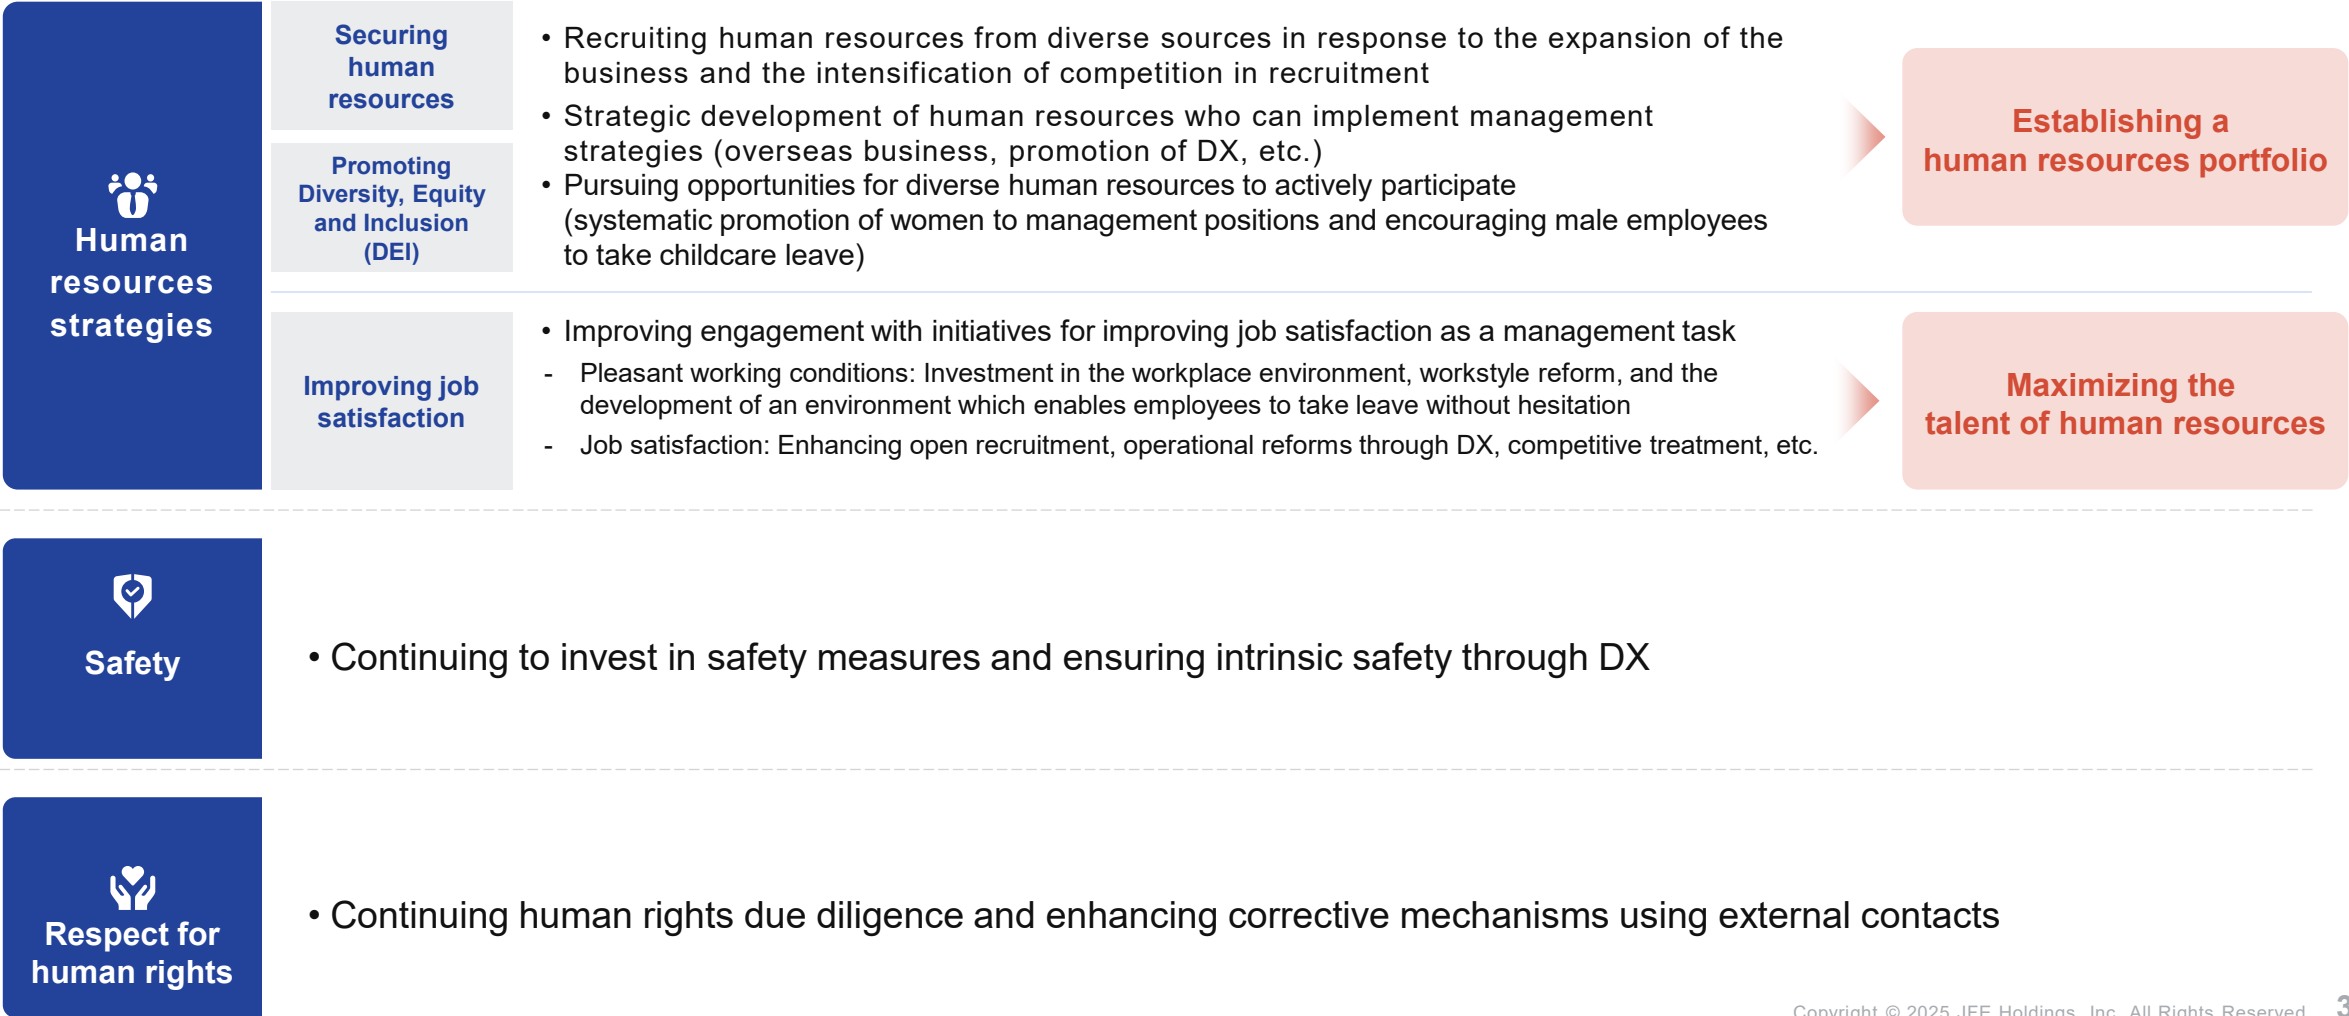 Human
resources
strategies
Securing
human
resources
Promoting
Diversity, Equity
and Inclusion
(DEI)
• Recruiting human resources from diverse sources in response to the expansion of the
business and the intensification of competition in recruitment
• Strategic development of human resources who can implement management
strategies (overseas business, promotion of DX, etc.)
• Pursuing opportunities for diverse human resources to actively participate
(systematic promotion of women to management positions and encouraging male employees
to take childcare leave)
Establishing a
human resources portfolio
Improving job
satisfaction
• Improving engagement with initiatives for improving job satisfaction as a management task
- Pleasant working conditions: Investment in the workplace environment, workstyle reform, and the
development of an environment which enables employees to take leave without hesitation
- Job satisfaction: Enhancing open recruitment, operational reforms through DX, competitive treatment, etc.
Maximizing the
talent of human resources
Safety
• Continuing to invest in safety measures and ensuring intrinsic safety through DX
Respect for
human rights
• Continuing human rights due diligence and enhancing corrective mechanisms using external contacts
Copyright © 2025 JFE Holdings, Inc. All Rights Reserved.